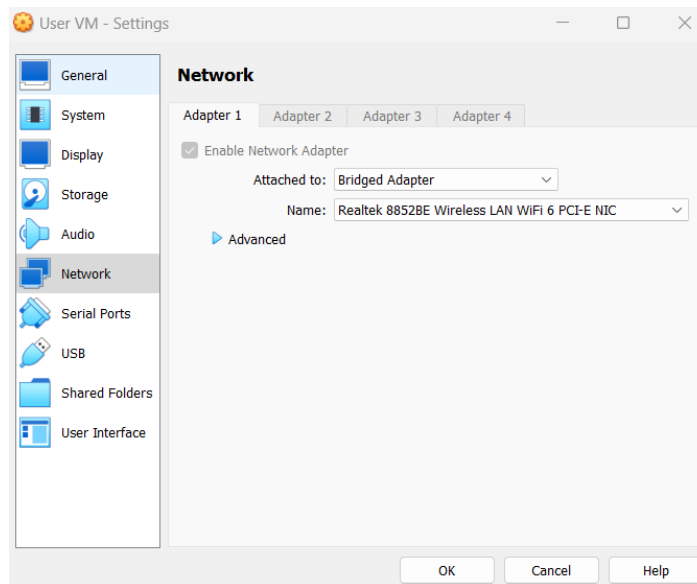 User VM - Settings
General
System
Display
Storage
Audio
Network
Serial Ports
USB
Shared Folders
User Interface
Network
Adapter 1 Adapter 2 Adapter 3 Adapter 4
Enable Network Adapter
Attached to: Bridged Adapter
Name: Realtek 8852BE Wireless LAN WiFi 6 PCI-E NIC
Advanced
OK Cancel Help